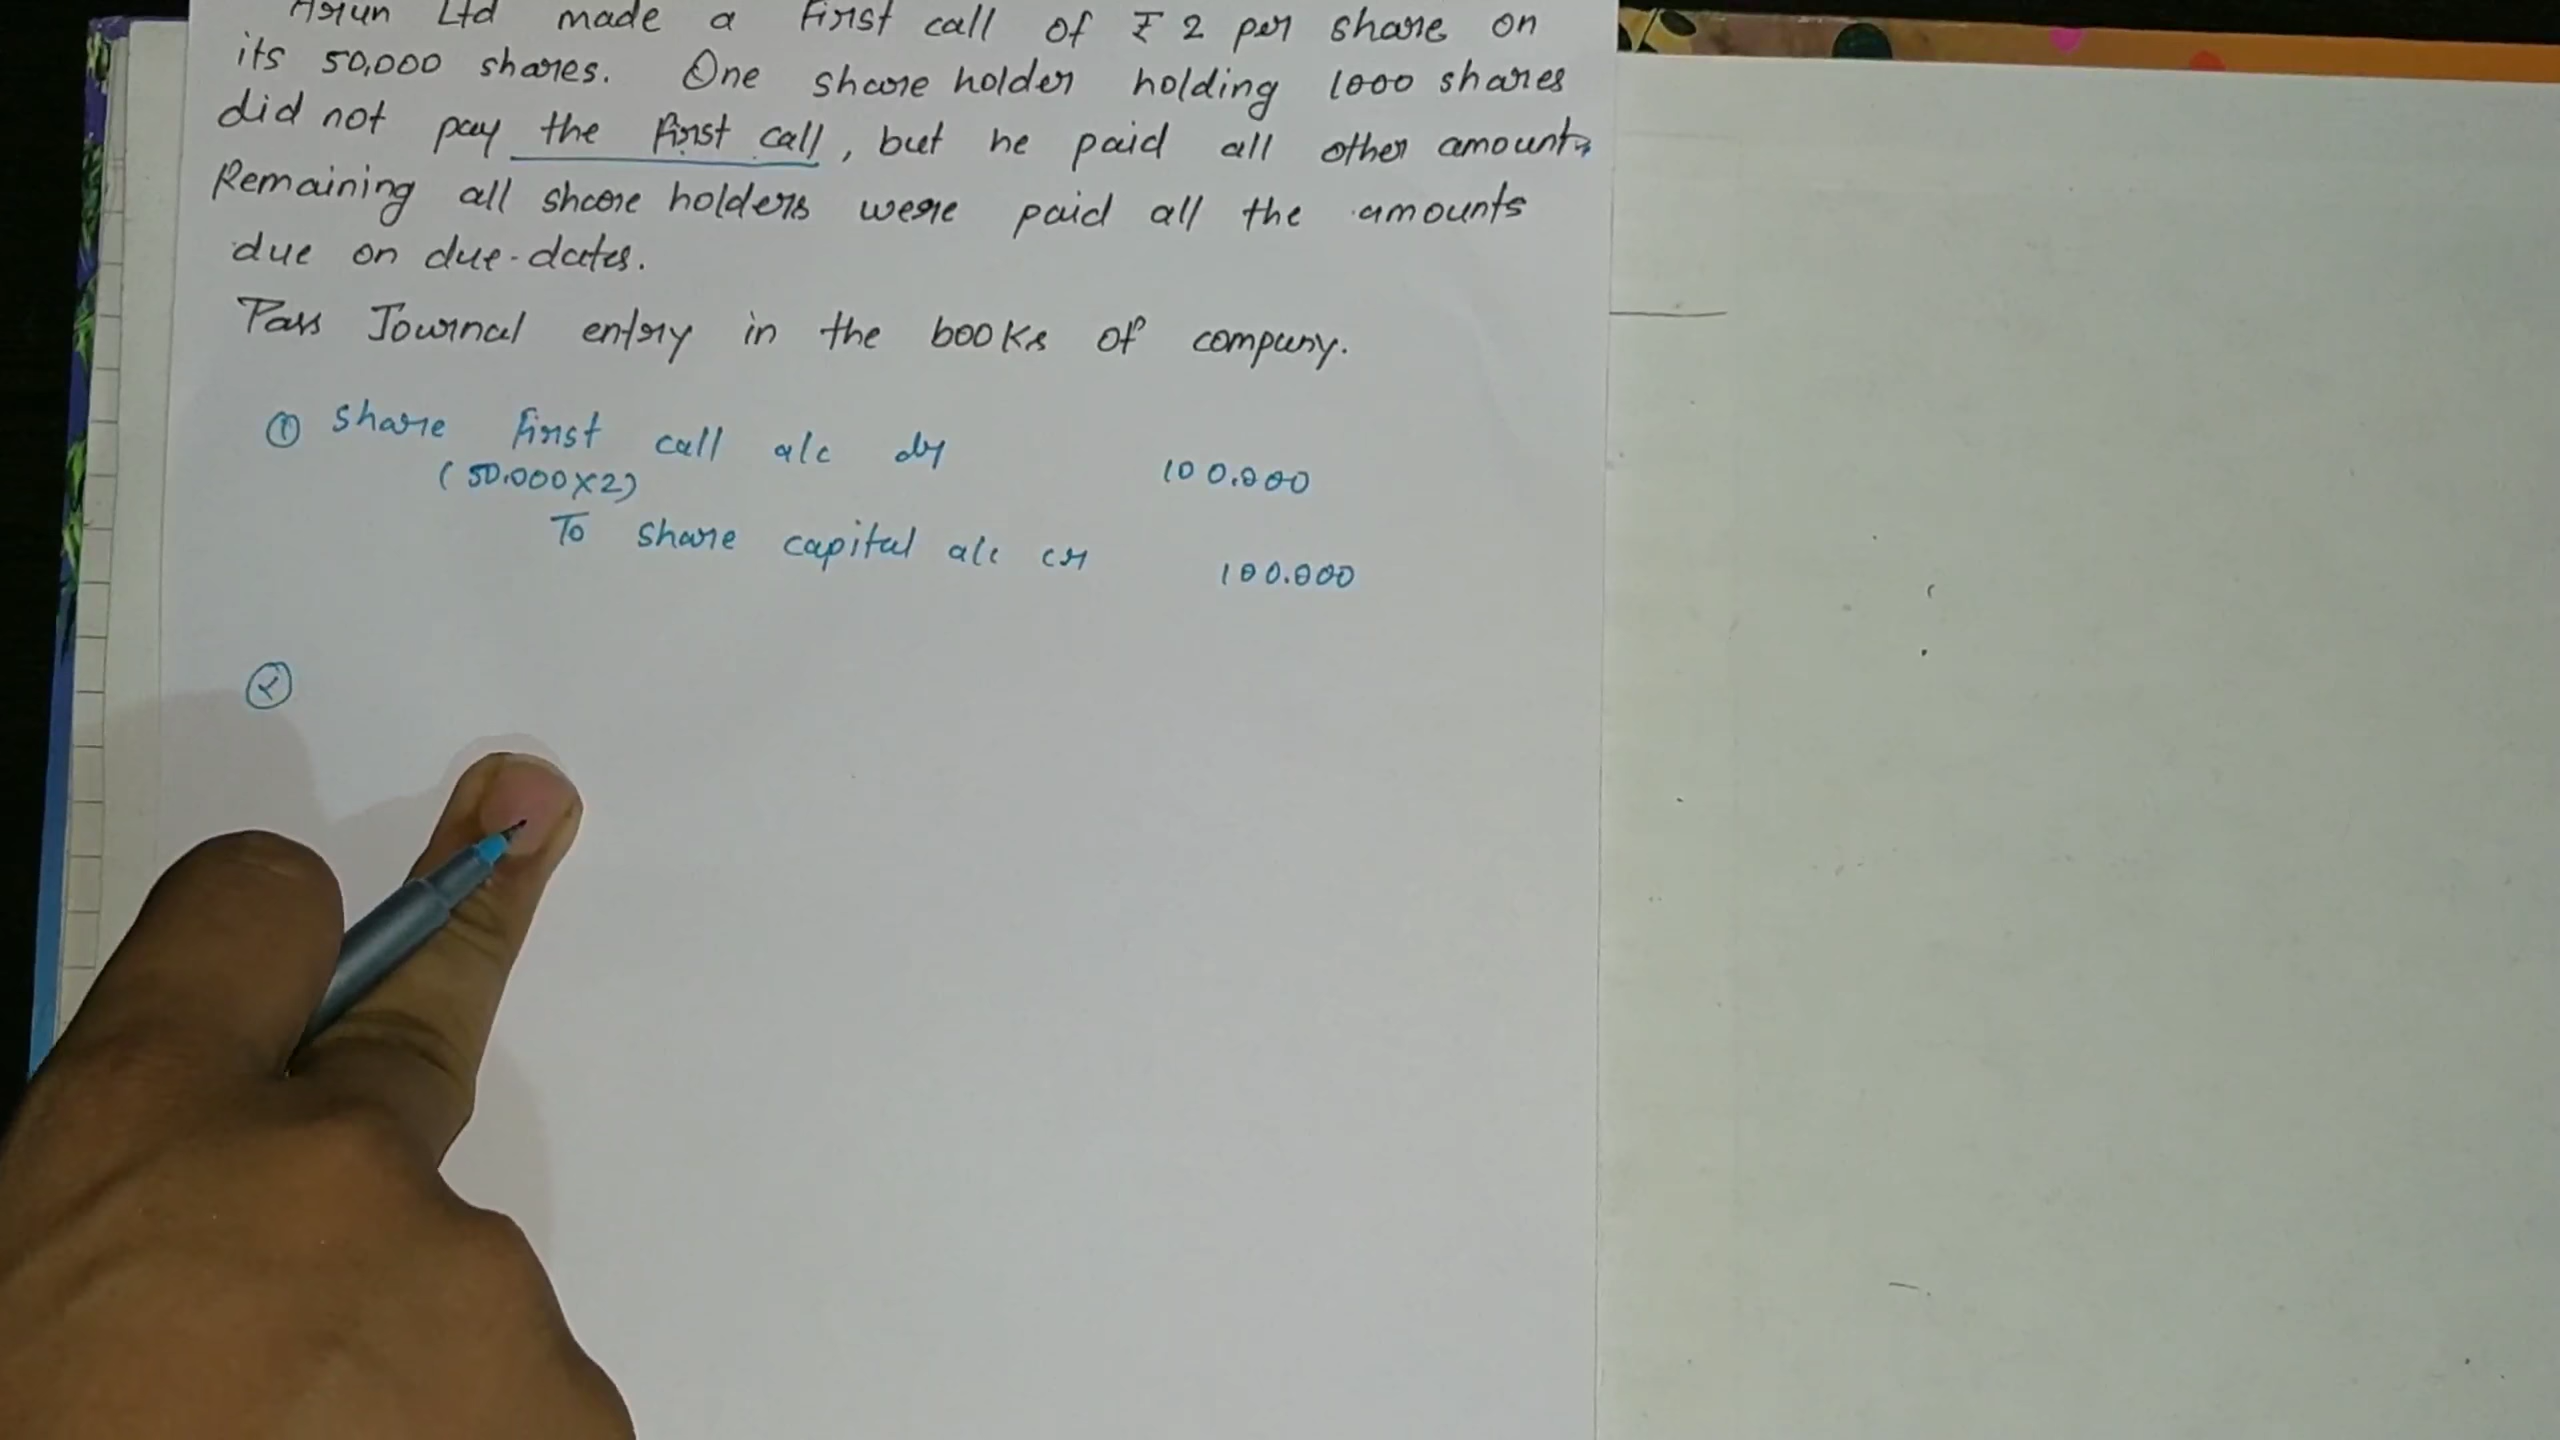 Arjun Ltd made a first call of ₹ 2 per share on
its 50,000 shares. One share holder holding 1000 shares
did not pay the first call, but he paid all other amounts
Remaining all share holders were paid all the amounts
due on due-dates.
Pass Journal entry in the books of company.
① share first call a/c dr 100.000
(50.000×2)
To share capital a/c cr 100.000
②